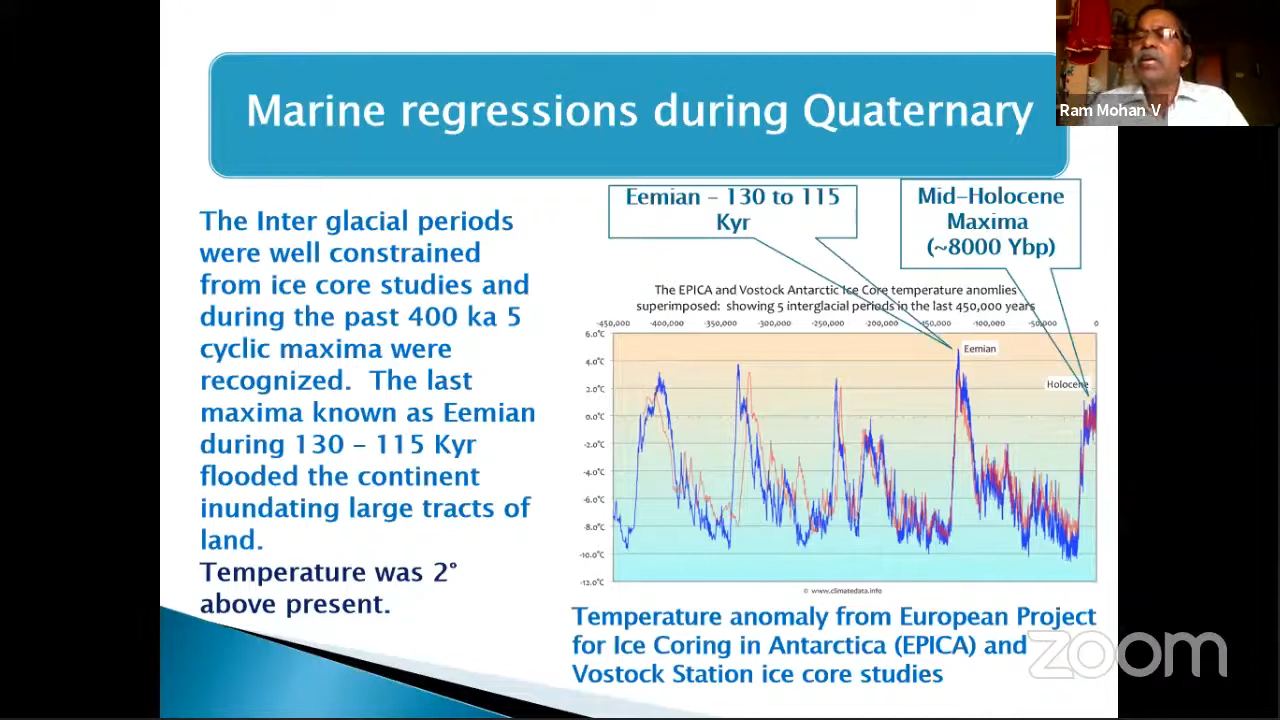 Marine regressions during Quaternary
Ram Mohan V
The Inter glacial periods
were well constrained
from ice core studies and
during the past 400 ka 5
cyclic maxima were
recognized. The last
maxima known as Eemian
during 130 – 115 Kyr
flooded the continent
inundating large tracts of
land.
Temperature was 2°
above present.
Eemian – 130 to 115
Kyr
Mid-Holocene
Maxima
(~8000 Ybp)
The EPICA and Vostock Antarctic Ice Core temperature anomlies
superimposed: showing 5 interglacial periods in the last 450,000 years
-450,000 -400,000 -350,000 -300,000 -250,000 -200,000 -150,000 -100,000 -50,000 0
6.0°C
4.0°C
2.0°C
0.0°C
-2.0°C
-4.0°C
-6.0°C
-8.0°C
-10.0°C
-12.0°C
Eemian
Holocene
© www.climatedata.info
Temperature anomaly from European Project
for Ice Coring in Antarctica (EPICA) and
Vostock Station ice core studies
zoom